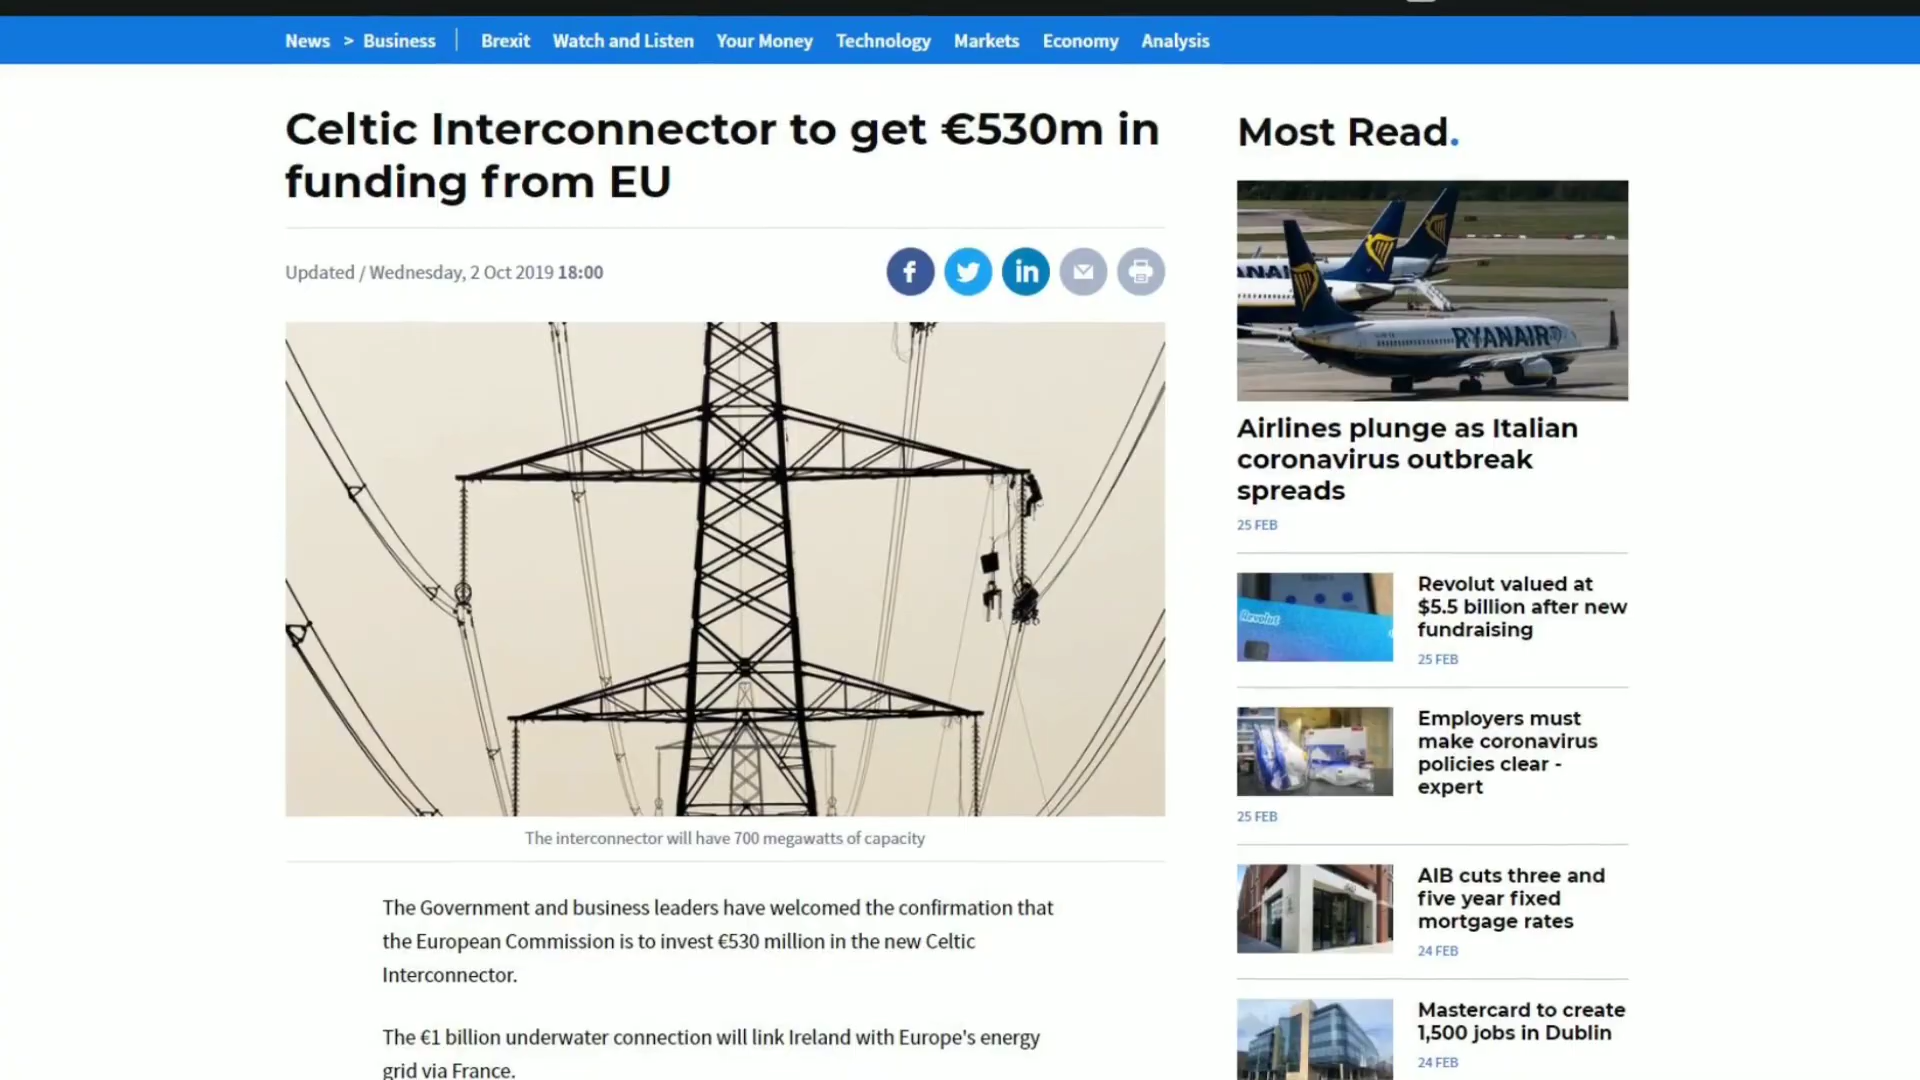 News > Business | Brexit Watch and Listen Your Money Technology Markets Economy Analysis
Celtic Interconnector to get €530m in
funding from EU
Updated / Wednesday, 2 Oct 2019 18:00
The interconnector will have 700 megawatts of capacity
The Government and business leaders have welcomed the confirmation that
the European Commission is to invest €530 million in the new Celtic
Interconnector.
The €1 billion underwater connection will link Ireland with Europe's energy
grid via France.
Most Read.
RYANAIR
Airlines plunge as Italian
coronavirus outbreak
spreads
25 FEB
Revolut
Revolut valued at
$5.5 billion after new
fundraising
25 FEB
Employers must
make coronavirus
policies clear -
expert
25 FEB
AIB cuts three and
five year fixed
mortgage rates
24 FEB
Mastercard to create
1,500 jobs in Dublin
24 FEB